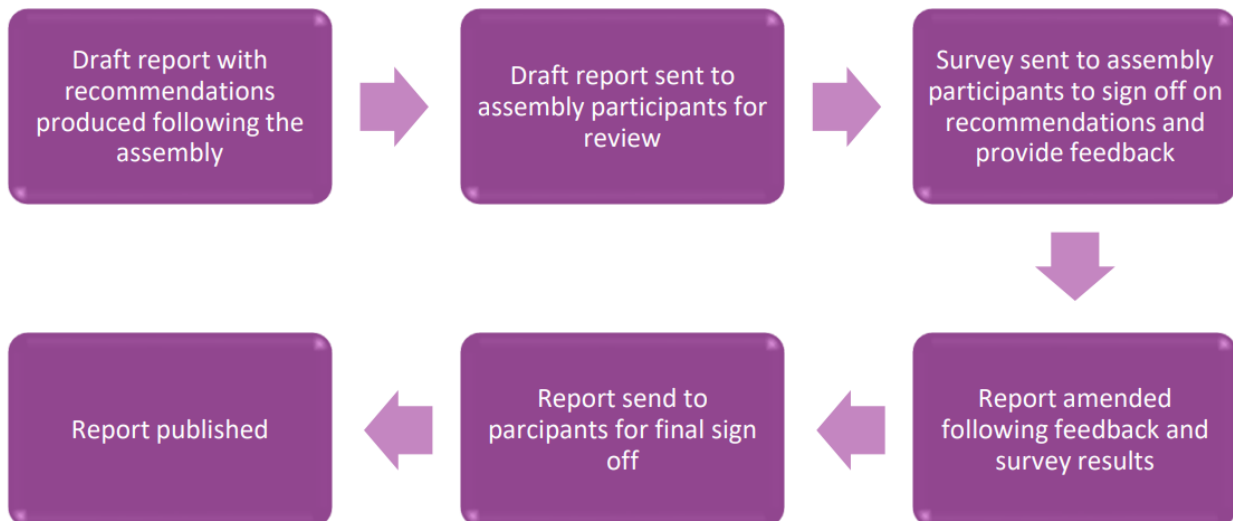 Draft report with
recommendations
produced following the
assembly
Draft report sent to
assembly participants for
review
Survey sent to assembly
participants to sign off on
recommendations and
provide feedback
Report amended
following feedback and
survey results
Report send to
parcipants for final sign
off
Report published